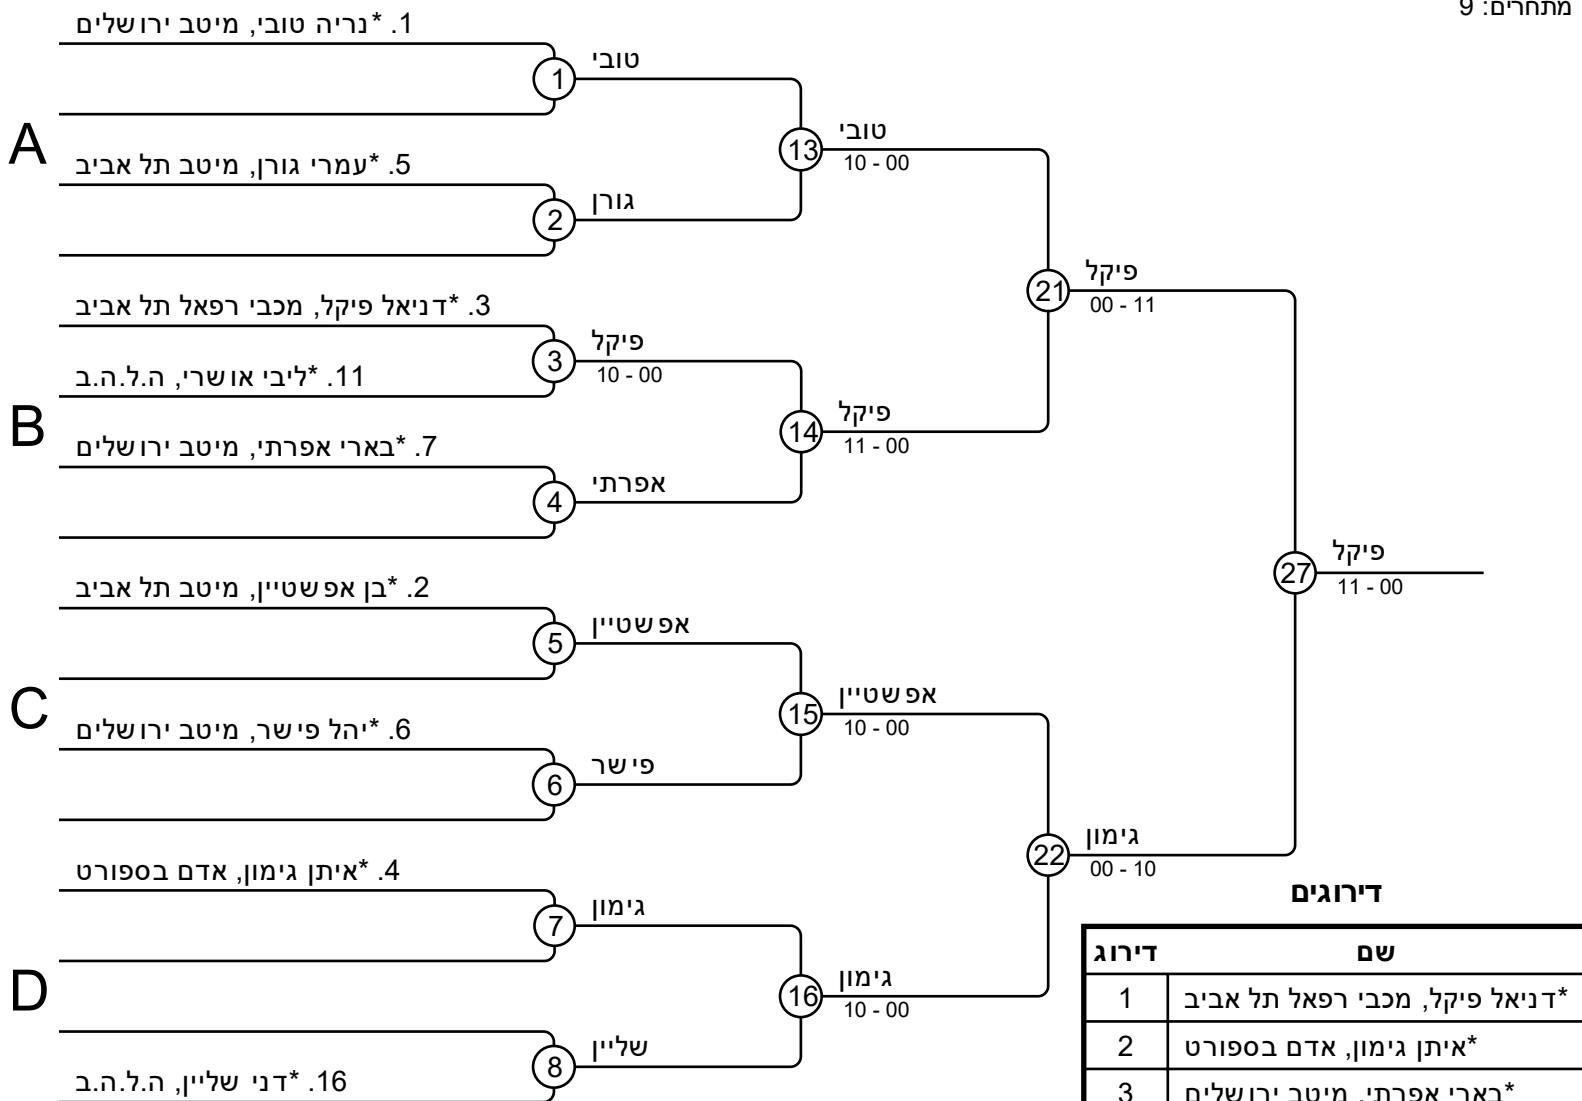 מתחרים: 9
1. *נריה טובי, מיטב ירושלים
1
טובי
A
13
טובי
10 - 00
5. *עמרי גורן, מיטב תל אביב
2
גורן
21
פיקל
00 - 11
3. *דניאל פיקל, מכבי רפאל תל אביב
3
פיקל
10 - 00
11. *ליבי אושרי, ה.ל.ה.ב
B
14
פיקל
11 - 00
7. *בארי אפרתי, מיטב ירושלים
4
אפרתי
27
פיקל
11 - 00
2. *בן אפשטיין, מיטב תל אביב
5
אפשטיין
C
15
אפשטיין
10 - 00
6. *יהל פישר, מיטב ירושלים
6
פישר
22
גימון
00 - 10
4. *איתן גימון, אדם בספורט
7
גימון
D
16
גימון
10 - 00
8
שליין
16. *דני שליין, ה.ל.ה.ב
דירוגים
דירוג שם
1 *דניאל פיקל, מכבי רפאל תל אביב
2 *איתן גימון, אדם בספורט
3 *בארי אפרתי, מיטב ירושלים